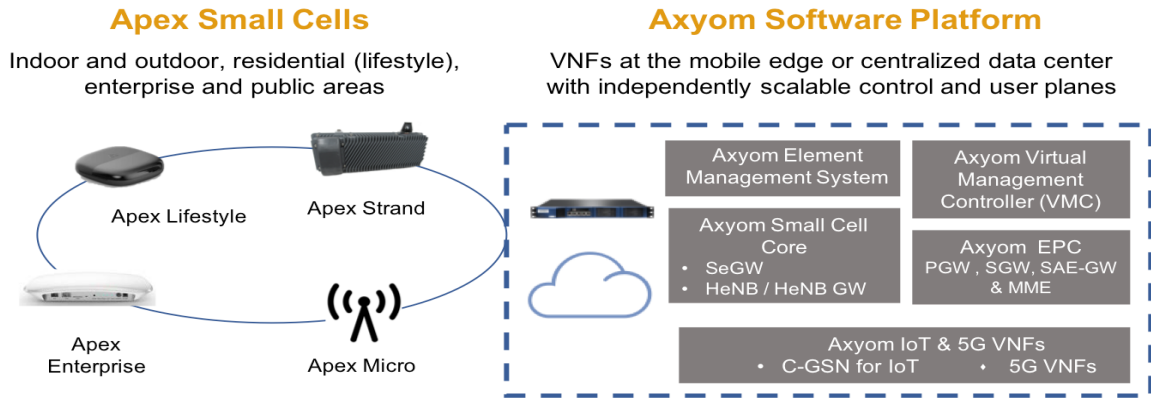 Apex Small Cells
Indoor and outdoor, residential (lifestyle),
enterprise and public areas
Apex Lifestyle
Apex Strand
Apex
Enterprise
Apex Micro
Axyom Software Platform
VNFs at the mobile edge or centralized data center
with independently scalable control and user planes
Axyom Element
Management System
Axyom Virtual
Management
Controller (VMC)
Axyom Small Cell
Core
• SeGW
• HeNB / HeNB GW
Axyom EPC
PGW , SGW, SAE-GW
& MME
Axyom IoT & 5G VNFs
• C-GSN for IoT ⬩ 5G VNFs